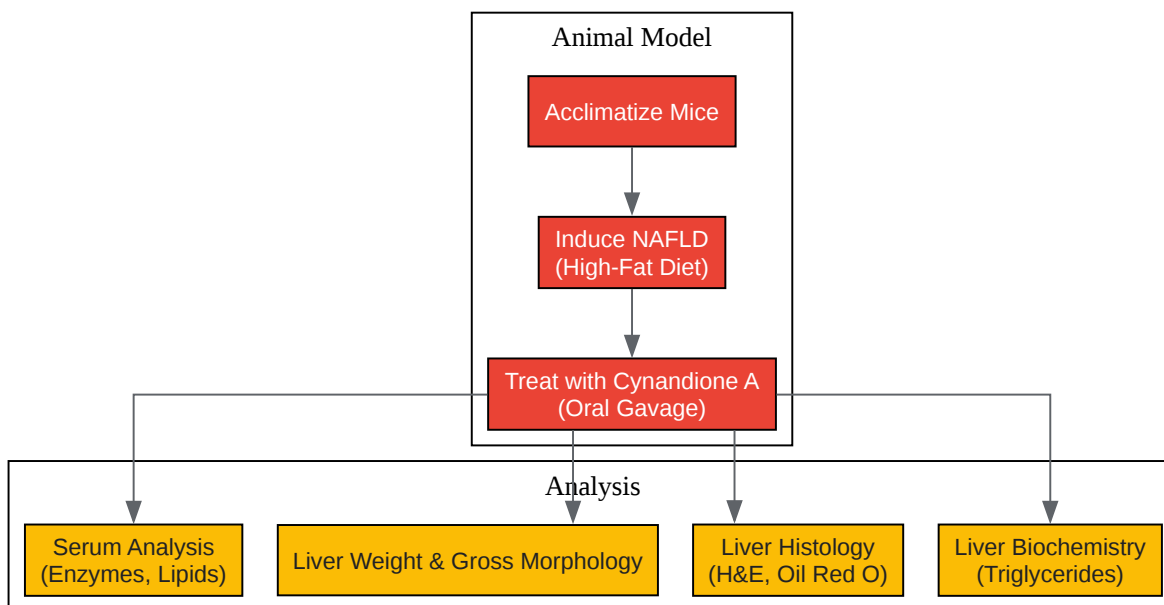 Animal Model
Acclimatize Mice
Induce NAFLD
(High-Fat Diet)
Treat with Cynandione A
(Oral Gavage)
Analysis
Serum Analysis
(Enzymes, Lipids)
Liver Weight & Gross Morphology
Liver Histology
(H&E, Oil Red O)
Liver Biochemistry
(Triglycerides)